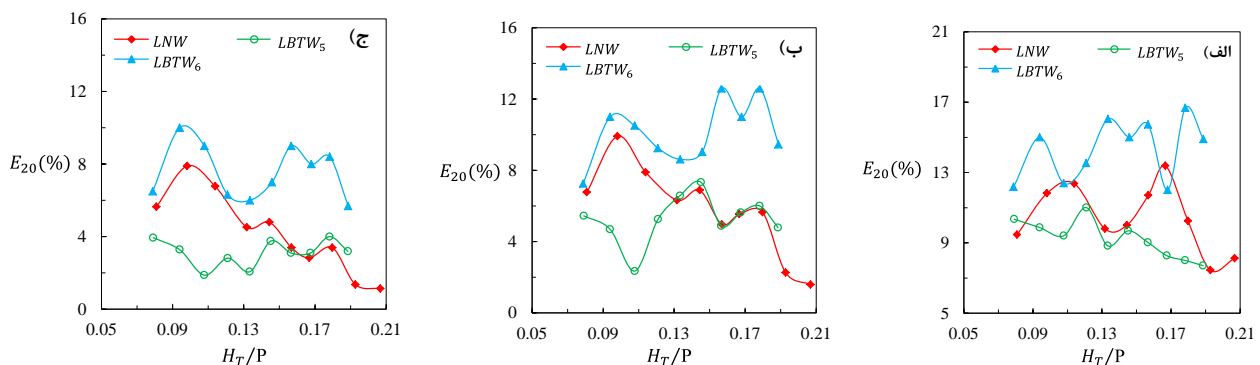 16
12
8
4
0
E₂₀(%)
0.05 0.09 0.13 0.17 0.21
H_T/P
LNW
LBTW₅
LBTW₆
ج)
16
12
8
4
0
E₂₀(%)
0.05 0.09 0.13 0.17 0.21
H_T/P
LNW
LBTW₅
LBTW₆
ب)
21
17
13
9
5
E₂₀(%)
0.05 0.09 0.13 0.17 0.21
H_T/P
LNW
LBTW₅
LBTW₆
الف)